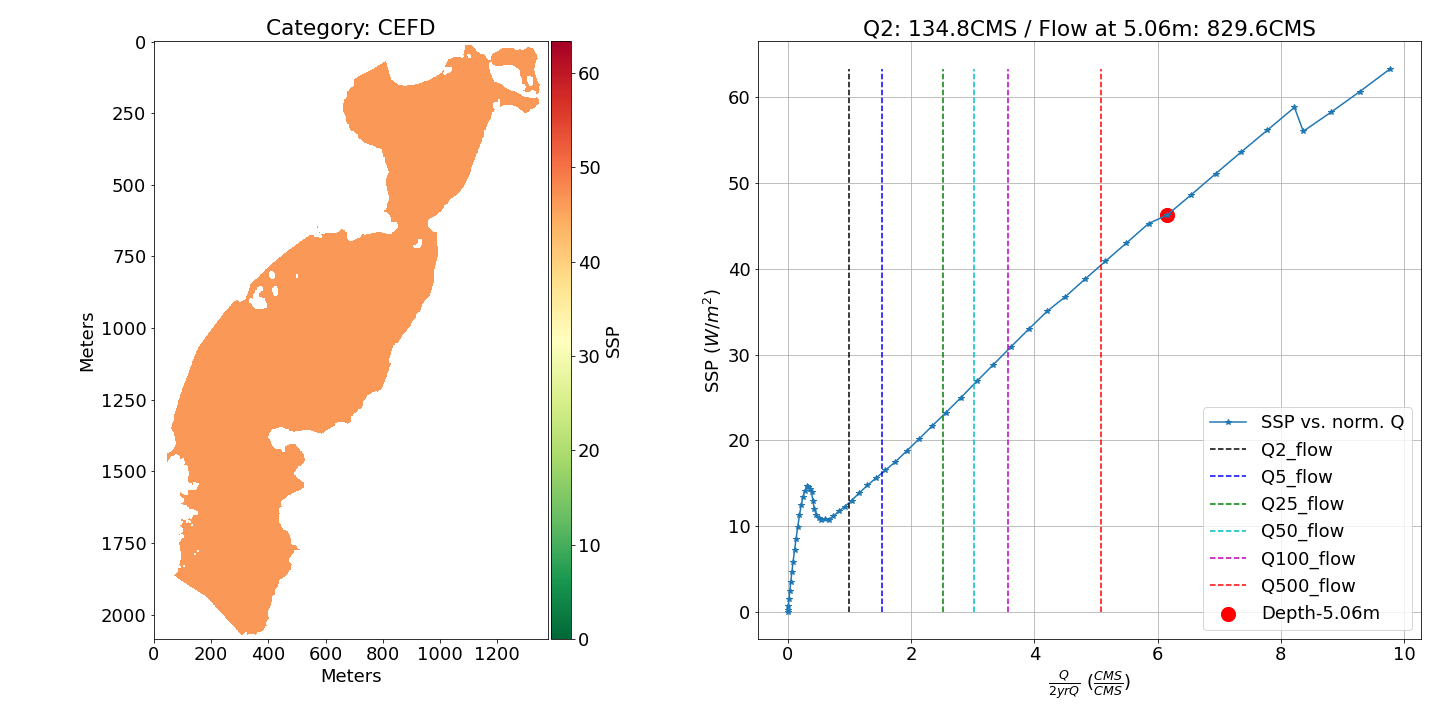 Category: CEFD
0
250
500
750
1000
1250
1500
1750
2000
Meters
0 200 400 600 800 1000 1200
Meters
60
50
40
30
20
10
0
SSP
Q2: 134.8CMS / Flow at 5.06m: 829.6CMS
60
50
40
30
20
10
0
SSP (W/m²)
SSP vs. norm. Q
Q2_flow
Q5_flow
Q25_flow
Q50_flow
Q100_flow
Q500_flow
Depth-5.06m
0 2 4 6 8 10
Q/2yrQ (CMS/CMS)